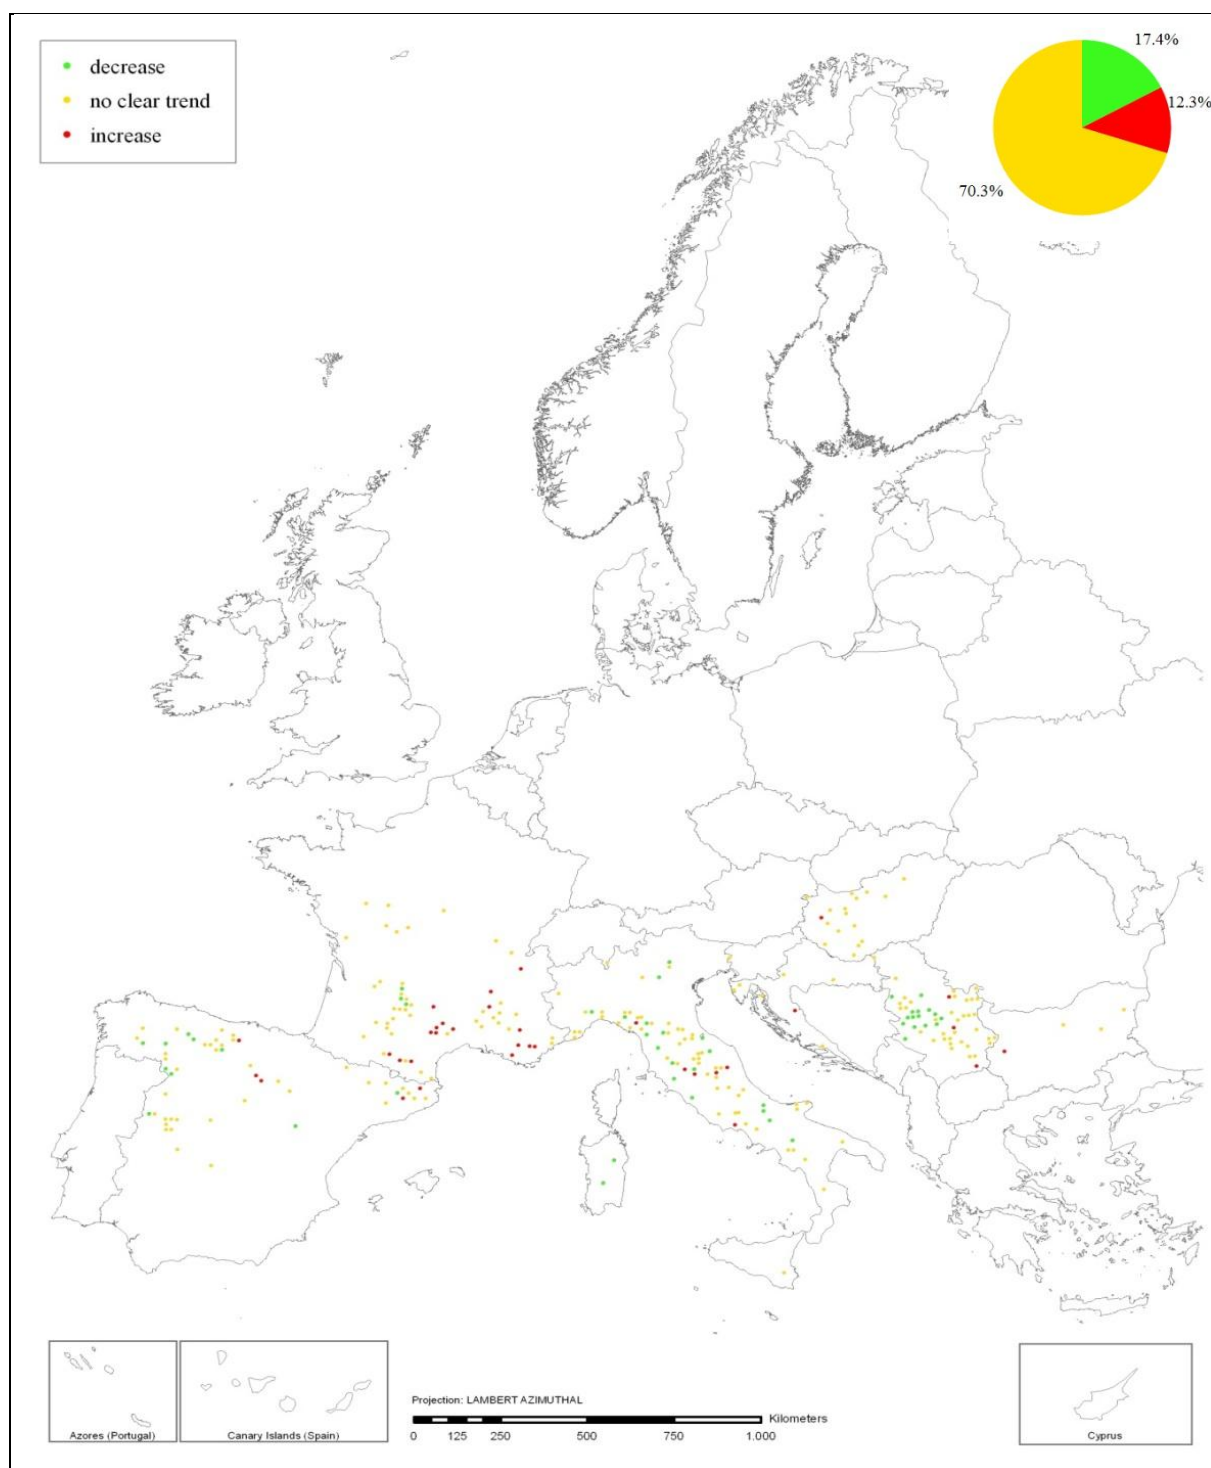 decrease
no clear trend
increase
17.4%
12.3%
70.3%
Azores (Portugal)
Canary Islands (Spain)
Projection: LAMBERT AZIMUTHAL
Kilometers
0 125 250 500 750 1.000
Cyprus